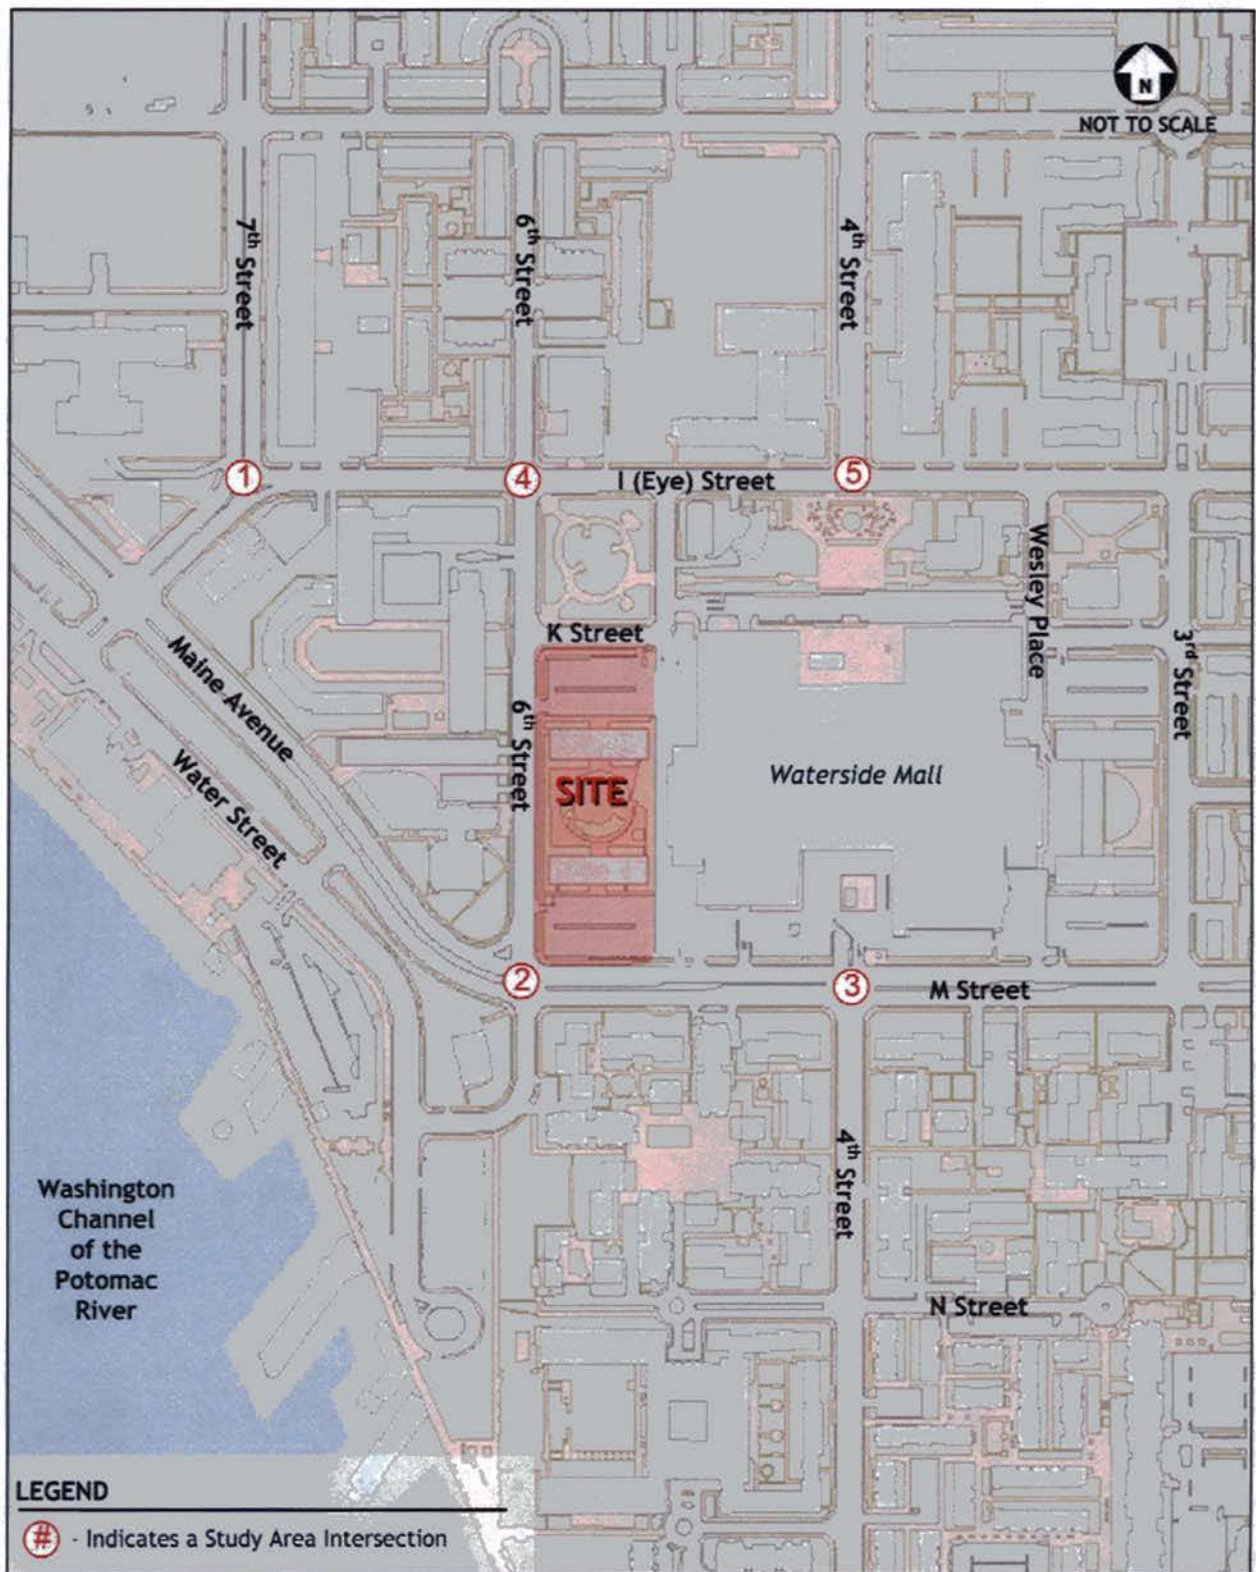 N
NOT TO SCALE
7th Street
6th Street
4th Street
1
4
I (Eye) Street
5
Wesley Place
K Street
3rd Street
Maine Avenue
6th Street
Water Street
SITE
Waterside Mall
2
3
M Street
4th Street
Washington
Channel
of the
Potomac
River
N Street
LEGEND
# - Indicates a Study Area Intersection